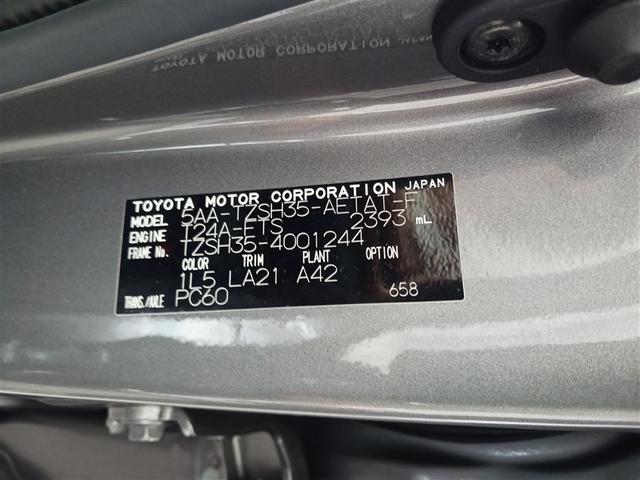 TOYOTA MOTOR CORPORATION JAPAN
TOYOTA MOTOR CORPORATION JAPAN
MODEL 5AA-TZSH35-AETAT-F
ENGINE T24A-FTS 2393 mL
FRAME No. TZSH35-4001244
COLOR TRIM PLANT OPTION
1L5 LA21 A42
TRANS./AXLE PC60 658